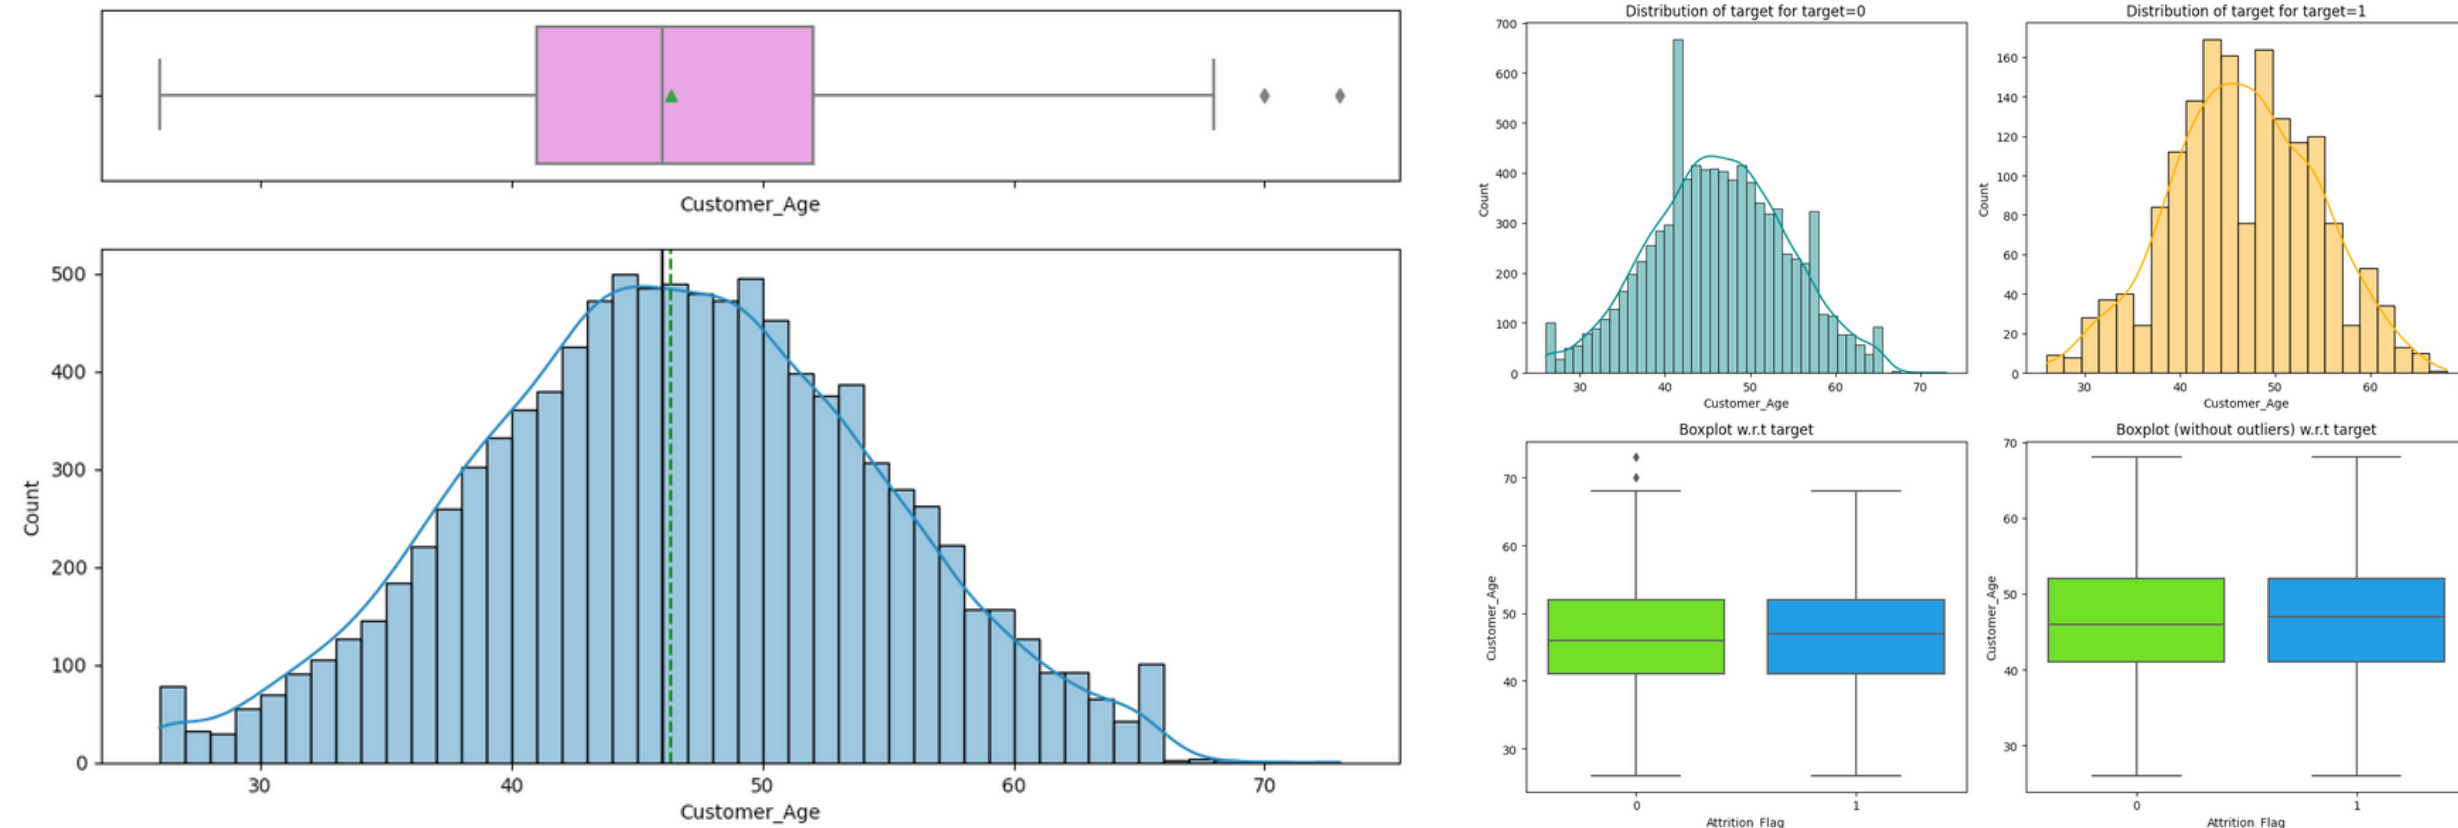 Customer_Age
500
400
300
200
100
0
Count
30 40 50 60 70
Customer_Age
Distribution of target for target=0
700
600
500
400
300
200
100
0
Count
30 40 50 60 70
Customer_Age
Distribution of target for target=1
160
140
120
100
80
60
40
20
0
Count
30 40 50 60
Customer_Age
Boxplot w.r.t target
70
60
50
40
30
Customer_Age
0 1
Attrition_Flag
Boxplot (without outliers) w.r.t target
70
60
50
40
30
Customer_Age
0 1
Attrition_Flag